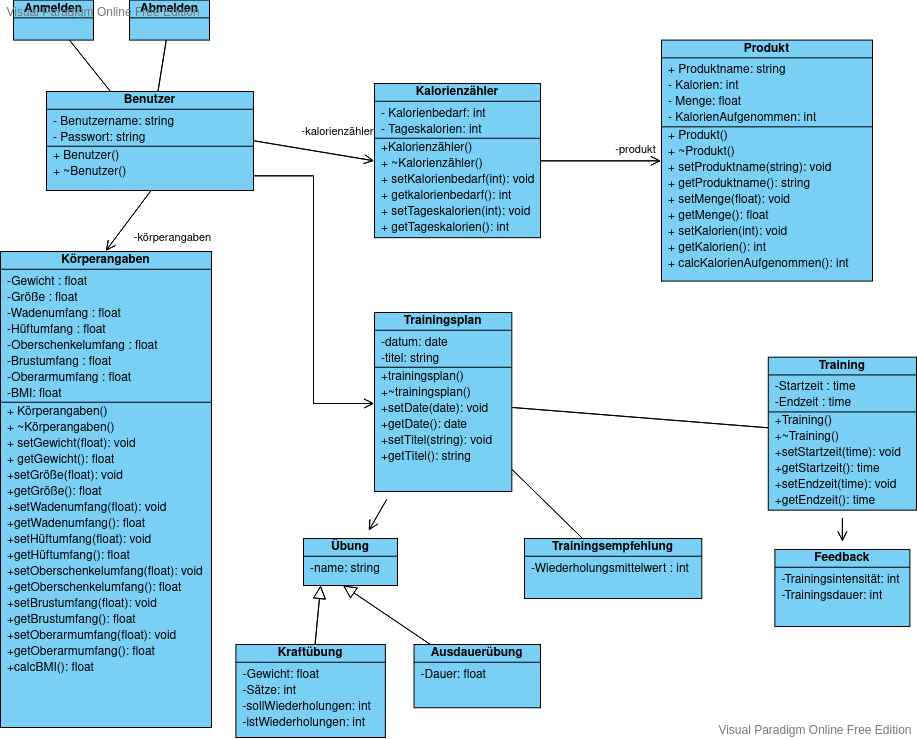 Visual Paradigm Online Free Edition
Anmelden
Abmelden
Benutzer
- Benutzername: string
- Passwort: string
+ Benutzer()
+ ~Benutzer()
-kalorienzähler
Kalorienzähler
- Kalorienbedarf: int
- Tageskalorien: int
+Kalorienzähler()
+ ~Kalorienzähler()
+ setKalorienbedarf(int): void
+ getkalorienbedarf(): int
+ setTageskalorien(int): void
+ getTageskalorien(): int
-produkt
Produkt
+ Produktname: string
- Kalorien: int
- Menge: float
- KalorienAufgenommen: int
+ Produkt()
+ ~Produkt()
+ setProduktname(string): void
+ getProduktname(): string
+ setMenge(float): void
+ getMenge(): float
+ setKalorien(int): void
+ getKalorien(): int
+ calcKalorienAufgenommen(): int
-körperangaben
Körperangaben
-Gewicht : float
-Größe : float
-Wadenumfang : float
-Hüftumfang : float
-Oberschenkelumfang : float
-Brustumfang : float
-Oberarmumfang : float
-BMI: float
+ Körperangaben()
+ ~Körperangaben()
+ setGewicht(float): void
+ getGewicht(): float
+setGröße(float): void
+getGröße(): float
+setWadenumfang(float): void
+getWadenumfang(): float
+setHüftumfang(float): void
+getHüftumfang(): float
+setOberschenkelumfang(float): void
+getOberschenkelumfang(): float
+setBrustumfang(float): void
+getBrustumfang(): float
+setOberarmumfang(float): void
+getOberarmumfang(): float
+calcBMI(): float
Trainingsplan
-datum: date
-titel: string
+trainingsplan()
+~trainingsplan()
+setDate(date): void
+getDate(): date
+setTitel(string): void
+getTitel(): string
Training
-Startzeit : time
-Endzeit : time
+Training()
+~Training()
+setStartzeit(time): void
+getStartzeit(): time
+setEndzeit(time): void
+getEndzeit(): time
Übung
-name: string
Trainingsempfehlung
-Wiederholungsmittelwert : int
Feedback
-Trainingsintensität: int
-Trainingsdauer: int
Kraftübung
-Gewicht: float
-Sätze: int
-sollWiederholungen: int
-istWiederholungen: int
Ausdauerübung
-Dauer: float
Visual Paradigm Online Free Edition